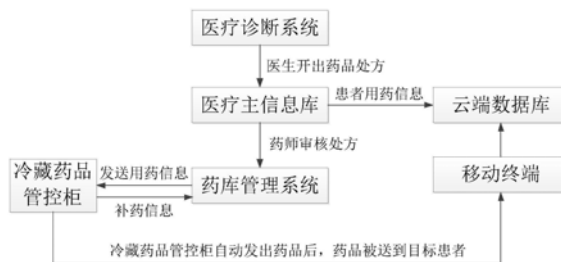 医疗诊断系统
医生开出药品处方
医疗主信息库
患者用药信息
云端数据库
药师审核处方
冷藏药品
管控柜
发送用药信息
补药信息
药库管理系统
移动终端
冷藏药品管控柜自动发出药品后，药品被送到目标患者